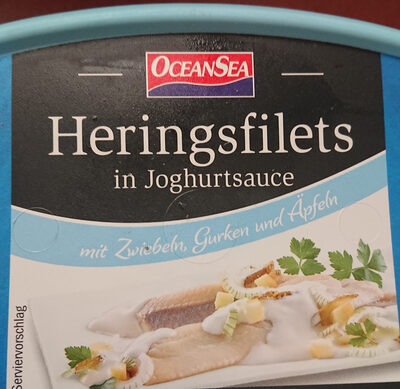 OCEANSEA
Heringsfilets
in Joghurtsauce
mit Zwiebeln, Gurken und Äpfeln
Serviervorschlag